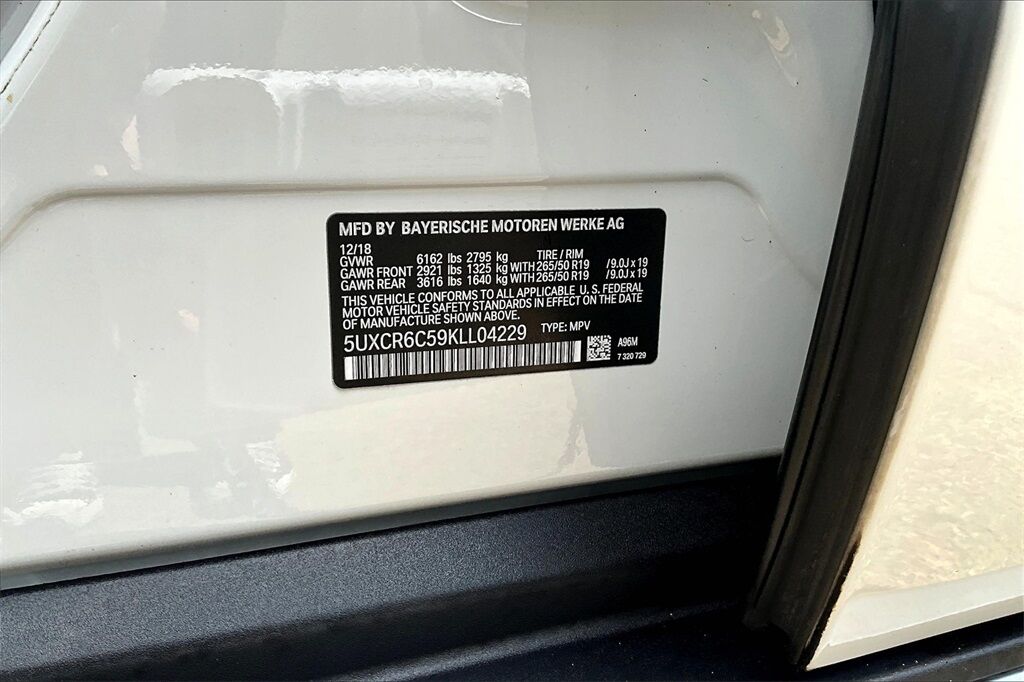 MFD BY BAYERISCHE MOTOREN WERKE AG
12/18
GVWR 6162 lbs 2795 kg TIRE / RIM
GAWR FRONT 2921 lbs 1325 kg WITH 265/50 R19 /9.0J x 19
GAWR REAR 3616 lbs 1640 kg WITH 265/50 R19 /9.0J x 19
THIS VEHICLE CONFORMS TO ALL APPLICABLE U. S. FEDERAL
MOTOR VEHICLE SAFETY STANDARDS IN EFFECT ON THE DATE
OF MANUFACTURE SHOWN ABOVE.
5UXCR6C59KLL04229 TYPE: MPV
A96M
7 320 729